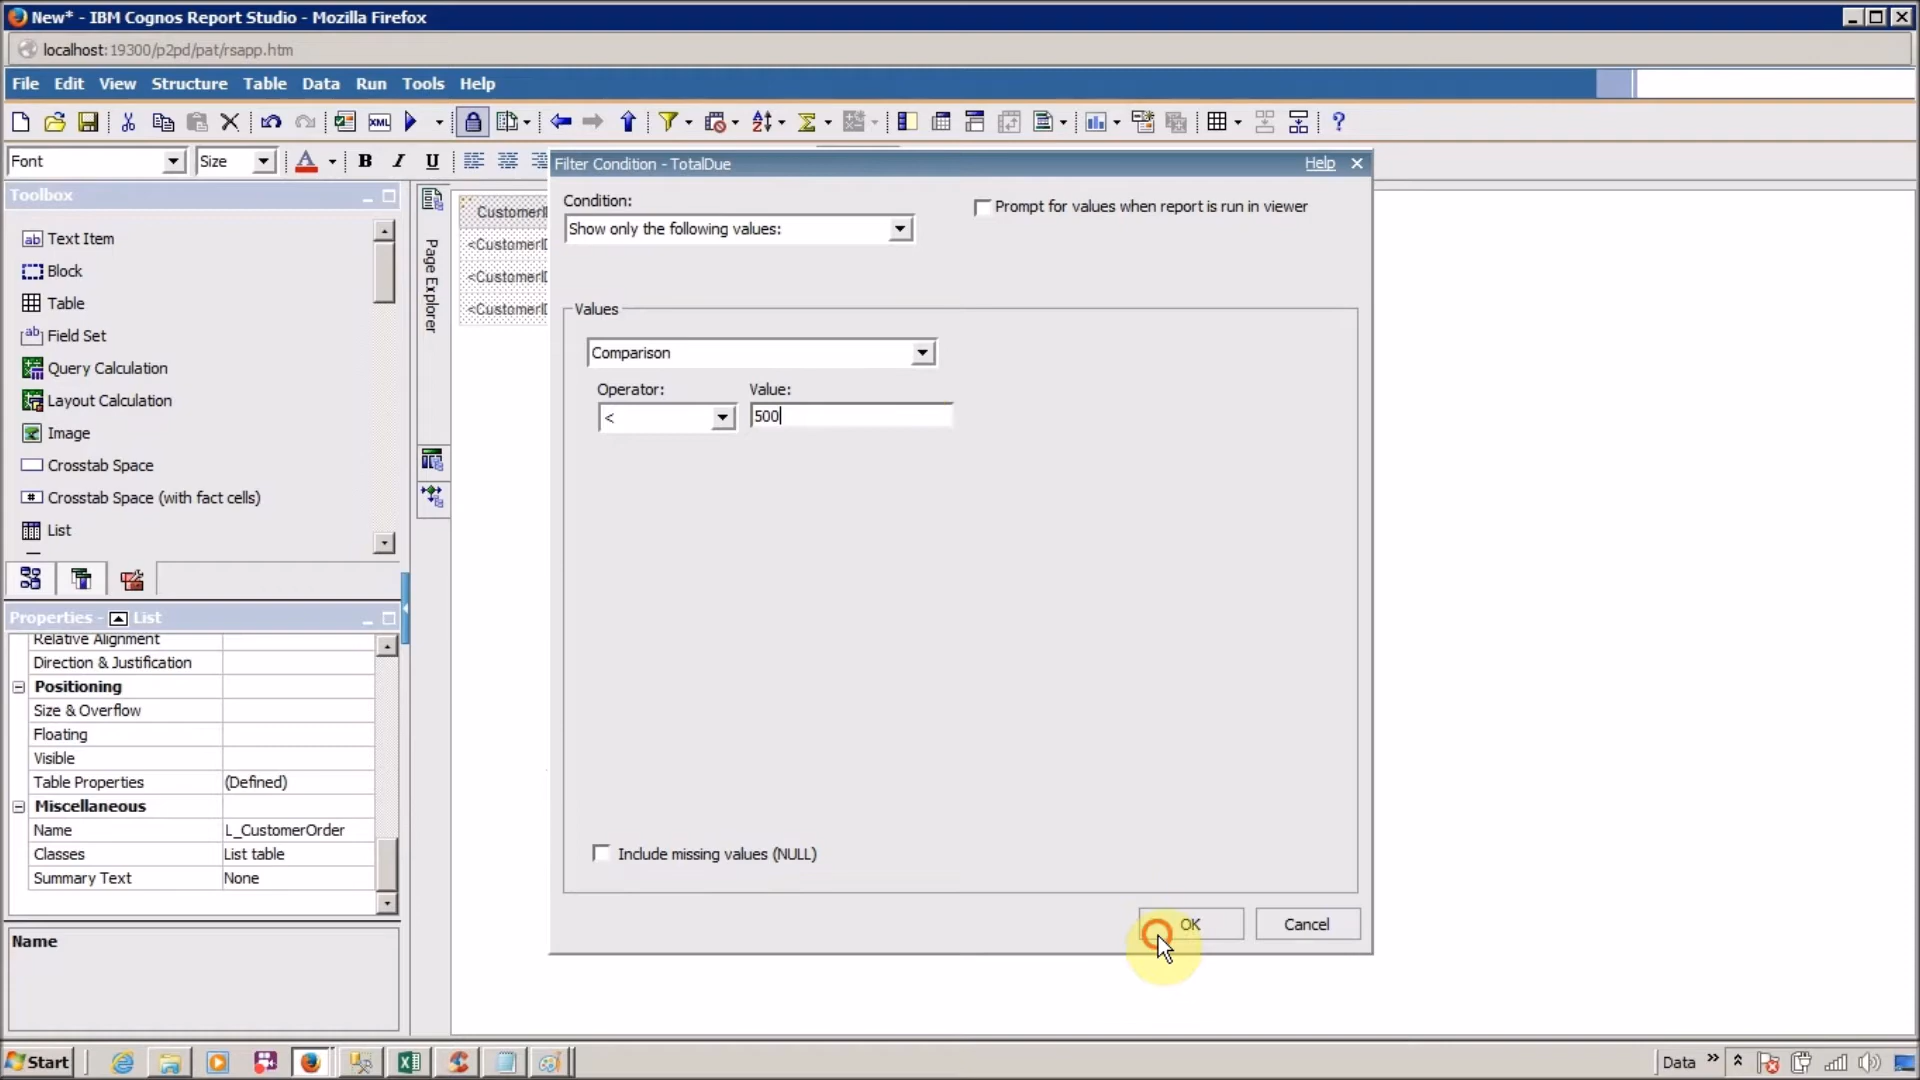 New* - IBM Cognos Report Studio - Mozilla Firefox
localhost:19300/p2pd/pat/rsapp.htm
File Edit View Structure Table Data Run Tools Help
XML
Font Size A B I U
Toolbox
Filter Condition - TotalDue Help
Condition:
Show only the following values:
Prompt for values when report is run in viewer
Text Item
Block
Table
Field Set
Query Calculation
Layout Calculation
Image
Crosstab Space
Crosstab Space (with fact cells)
List
Page Explorer
CustomerI
<CustomerI
<CustomerI
<CustomerI
Values
Comparison
Operator: Value:
< 500
Include missing values (NULL)
OK Cancel
Properties - List
Relative Alignment
Direction & Justification
Positioning
Size & Overflow
Floating
Visible
Table Properties (Defined)
Miscellaneous
Name L_CustomerOrder
Classes List table
Summary Text None
Name
Start
Data